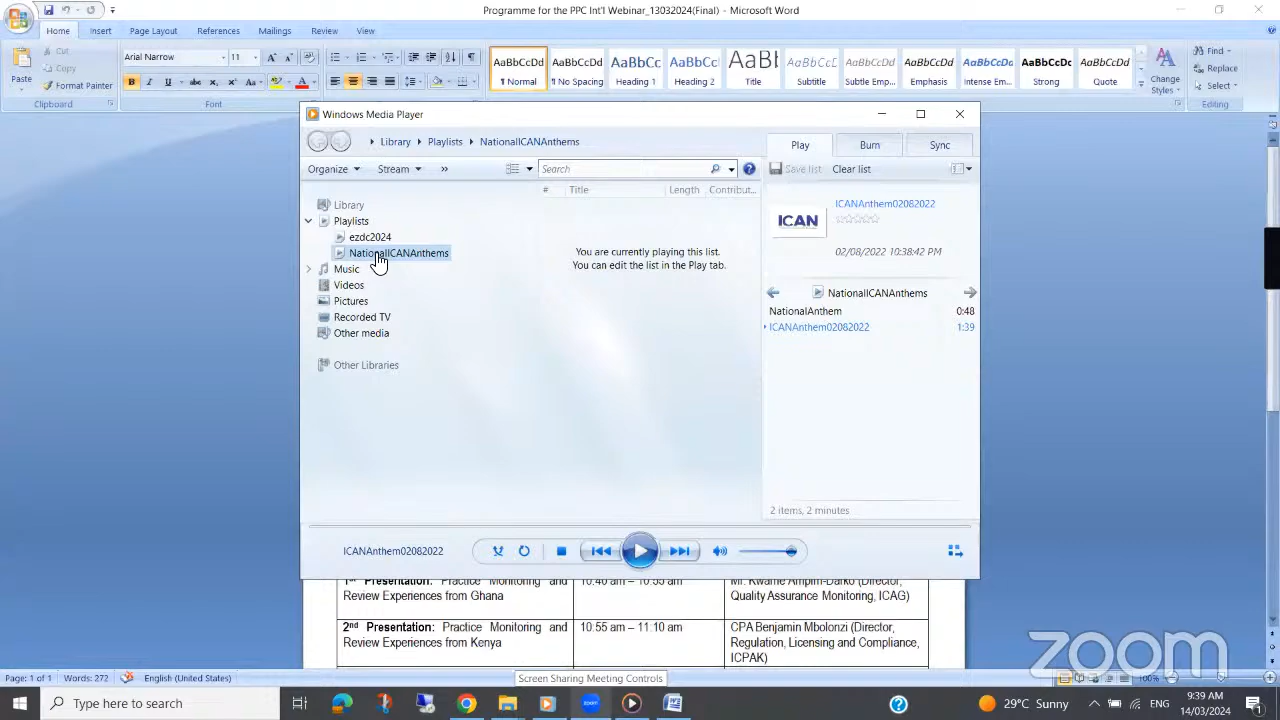 Programme for the PPC Int'l Webinar_13032024(Final) - Microsoft Word
Home Insert Page Layout References Mailings Review View
Cut
Copy
Format Painter
Paste
Clipboard
Arial Narrow 11
Font
AaBbCcDd AaBbCcDd AaBbCc AaBbCc AaBbC AaBbCcL AaBbCcDd AaBbCcDd AaBbCcDd AaBbCcDc AaBbCcDd
¶ Normal ¶ No Spacing Heading 1 Heading 2 Title Subtitle Subtle Emp... Emphasis Intense Em... Strong Quote
Change
Styles
Find
Replace
Select
Editing
Windows Media Player
Library Playlists NationalICANAnthems
Play Burn Sync
Organize Stream » Search
Save list Clear list
# Title Length Contribut...
Library
Playlists
ezdc2024
NationalICANAnthems
Music
Videos
Pictures
Recorded TV
Other media
Other Libraries
You are currently playing this list.
You can edit the list in the Play tab.
ICAN
ICANAnthem02082022
02/08/2022 10:38:42 PM
NationalICANAnthems
NationalAnthem 0:48
ICANAnthem02082022 1:39
2 items, 2 minutes
ICANAnthem02082022
1st Presentation: Practice Monitoring and Review Experiences from Ghana
10:40 am – 10:55 am
Mr. Kwame Ampim-Darko (Director,
Quality Assurance Monitoring, ICAG)
2nd Presentation: Practice Monitoring and
Review Experiences from Kenya
10:55 am – 11:10 am
CPA Benjamin Mbolonzi (Director,
Regulation, Licensing and Compliance,
ICPAK)
zoom
Page: 1 of 1 Words: 272 English (United States)
Screen Sharing Meeting Controls
100%
Type here to search
29°C Sunny
ENG
9:39 AM
14/03/2024